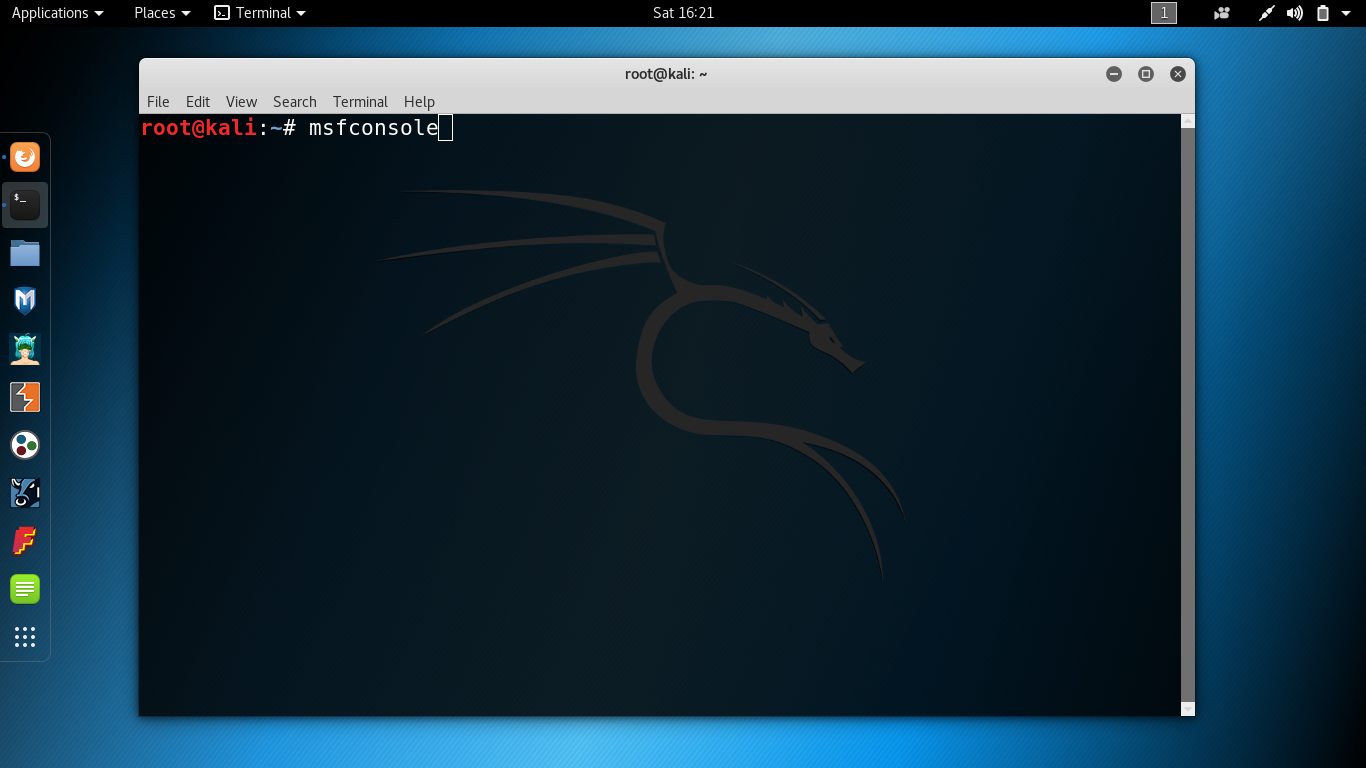 Applications Places Terminal Sat 16:21 1
root@kali: ~
File Edit View Search Terminal Help
root@kali:~# msfconsole
$_